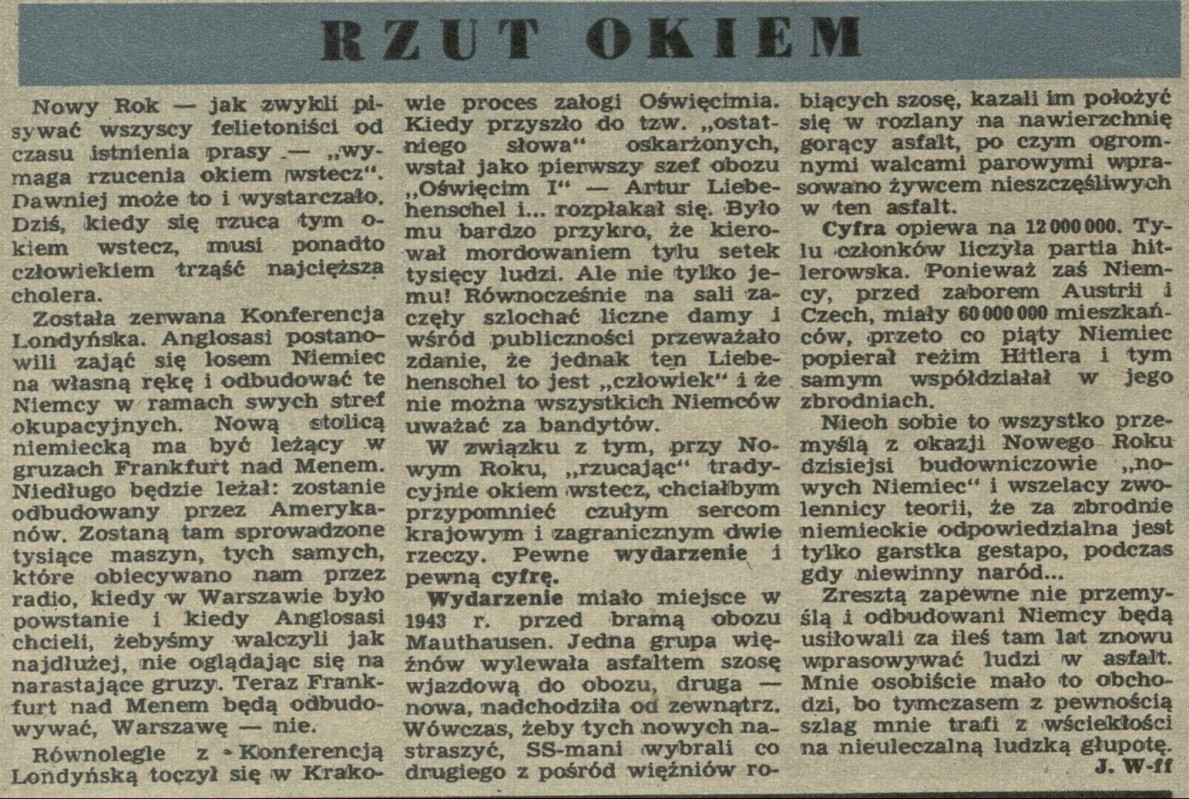 RZUT OKIEM
Nowy Rok — jak zwykli pi-
sywać wszyscy felietoniści od
czasu istnienia prasy — „wy-
maga rzucenia okiem wstecz".
Dawniej może to i wystarczało.
Dziś, kiedy się rzuca tym o-
kiem wstecz, musi ponadto
człowiekiem trząść najcięższa
cholera.
Została zerwana Konferencja
Londyńska. Anglosasi postano-
wili zająć się losem Niemiec
na własną rękę i odbudować te
Niemcy w ramach swych stref
okupacyjnych. Nową stolicą
niemiecką ma być leżący w
gruzach Frankfurt nad Menem.
Niedługo będzie leżał: zostanie
odbudowany przez Ameryka-
nów. Zostaną tam sprowadzone
tysiące maszyn, tych samych,
które obiecywano nam przez
radio, kiedy w Warszawie było
powstanie i kiedy Anglosasi
chcieli, żebyśmy walczyli jak
najdłużej, nie oglądając się na
narastające gruzy. Teraz Frank-
furt nad Menem będą odbudo-
wywać, Warszawę — nie.
Równolegle z Konferencją
Londyńską toczył się w Krako-
wie proces załogi Oświęcimia.
Kiedy przyszło do tzw. „ostat-
niego słowa" oskarżonych,
wstał jako pierwszy szef obozu
„Oświęcim I" — Artur Liebe-
henschel i... rozpłakał się. Było
mu bardzo przykro, że kiero-
wał mordowaniem tylu setek
tysięcy ludzi. Ale nie tylko je-
mu! Równocześnie na sali za-
częły szlochać liczne damy i
wśród publiczności przeważało
zdanie, że jednak ten Liebe-
henschel to jest „człowiek" i że
nie można wszystkich Niemców
uważać za bandytów.
W związku z tym, przy No-
wym Roku, „rzucając" trady-
cyjnie okiem wstecz, chciałbym
przypomnieć czułym sercom
krajowym i zagranicznym dwie
rzeczy. Pewne wydarzenie i
pewną cyfrę.
Wydarzenie miało miejsce w
1943 r. przed bramą obozu
Mauthausen. Jedna grupa wię-
źnów wylewała asfaltem szosę
wjazdową do obozu, druga —
nowa, nadchodziła od zewnątrz.
Wówczas, żeby tych nowych na-
straszyć, SS-mani wybrali co
drugiego z pośród więźniów ro-
biących szosę, kazali im położyć
się w rozlany na nawierzchnię
gorący asfalt, po czym ogrom-
nymi walcami parowymi wpra-
sowano żywcem nieszczęśliwych
w ten asfalt.
Cyfra opiewa na 12 000 000. Ty-
lu członków liczyła partia hit-
lerowska. Ponieważ zaś Niem-
cy, przed zaborem Austrii i
Czech, miały 60 000 000 mieszkań-
ców, przeto co piąty Niemiec
popierał reżim Hitlera i tym
samym współdziałał w jego
zbrodniach.
Niech sobie to wszystko prze-
myślą z okazji Nowego Roku
dzisiejsi budowniczowie „no-
wych Niemiec" i wszelacy zwo-
lennicy teorii, że za zbrodnie
niemieckie odpowiedzialna jest
tylko garstka gestapo, podczas
gdy niewinny naród...
Zresztą zapewne nie przemy-
ślą i odbudowani Niemcy będą
usiłowali za ileś tam lat znowu
wprasowywać ludzi w asfalt.
Mnie osobiście mało to obcho-
dzi, bo tymczasem z pewnością
szlag mnie trafi z wściekłości
na nieuleczalną ludzką głupotę.
J. W-ff